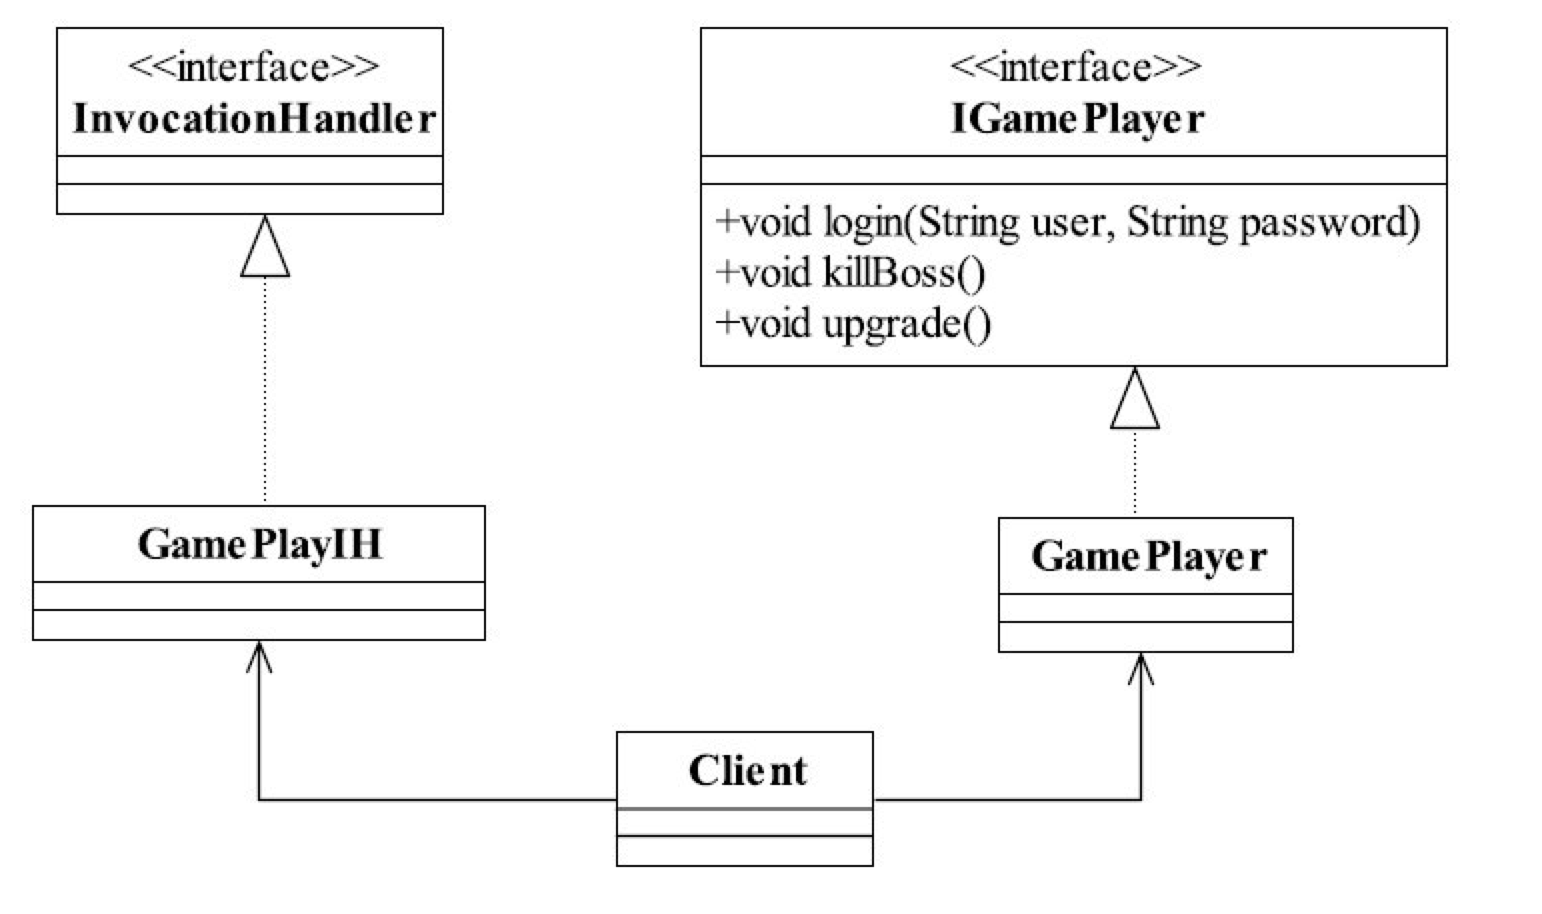 <<interface>>
InvocationHandler
<<interface>>
IGamePlayer
+void login(String user, String password)
+void killBoss()
+void upgrade()
GamePlayIH
GamePlayer
Client